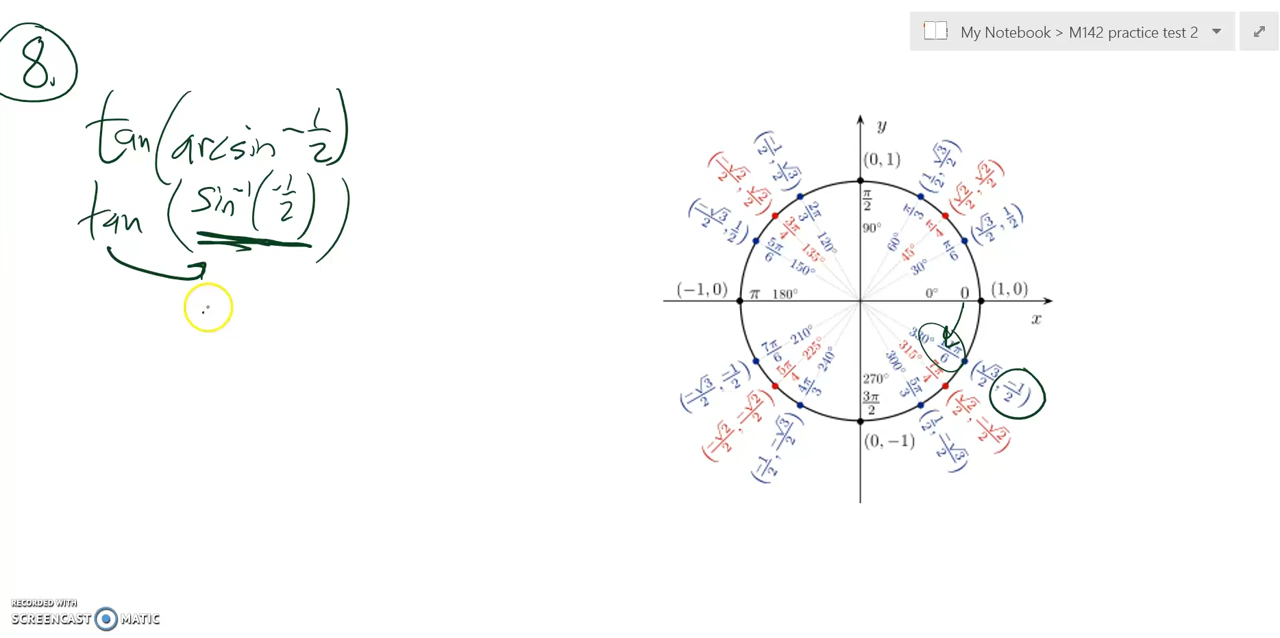 My Notebook > M142 practice test 2
8.
tan(arcsin -1/2)
tan (sin⁻¹(-1/2))
y
(0, 1)
(-1/2, √3/2)
(1/2, √3/2)
(-√2/2, √2/2)
(√2/2, √2/2)
(-√3/2, 1/2)
(√3/2, 1/2)
π/2
90°
2π/3 120°
3π/4 135°
5π/6 150°
60° π/3
45° π/4
30° π/6
(-1, 0) π 180°
0° 0 (1, 0)
x
7π/6 210°
5π/4 225°
4π/3 240°
330° 11π/6
315° 7π/4
300° 5π/3
270°
3π/2
(-√3/2, -1/2)
(√3/2, -1/2)
(-√2/2, -√2/2)
(√2/2, -√2/2)
(-1/2, -√3/2)
(1/2, -√3/2)
(0, -1)
RECORDED WITH
SCREENCAST MATIC